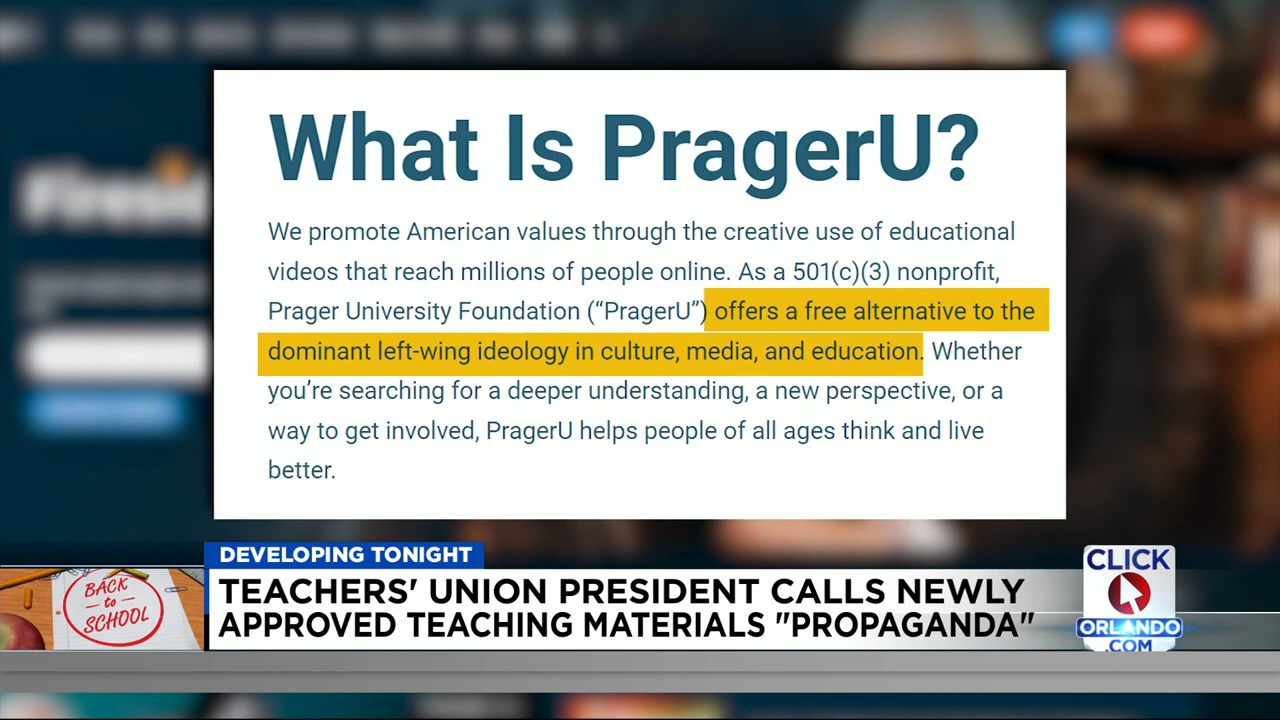 What Is PragerU?
We promote American values through the creative use of educational
videos that reach millions of people online. As a 501(c)(3) nonprofit,
Prager University Foundation (“PragerU”) offers a free alternative to the
dominant left-wing ideology in culture, media, and education. Whether
you’re searching for a deeper understanding, a new perspective, or a
way to get involved, PragerU helps people of all ages think and live
better.
DEVELOPING TONIGHT
BACK
to
SCHOOL
TEACHERS' UNION PRESIDENT CALLS NEWLY
APPROVED TEACHING MATERIALS "PROPAGANDA"
CLICK
ORLANDO
.COM